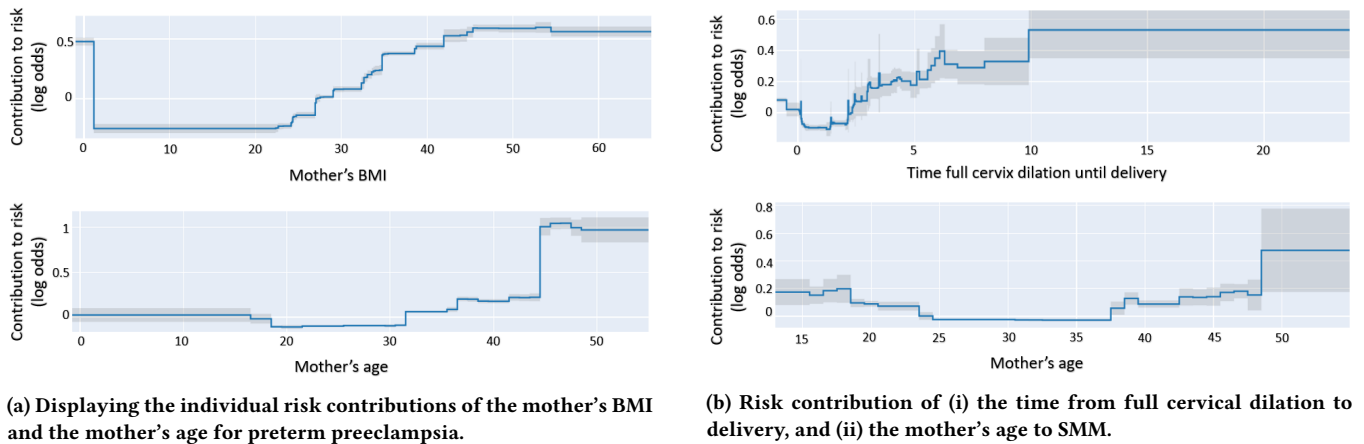 Contribution to risk
(log odds)
0.5
0
0
10
20
30
40
50
60
Mother's BMI
Contribution to risk
(log odds)
1
0.5
0
0
10
20
30
40
50
Mother's age
(a) Displaying the individual risk contributions of the mother's BMI
and the mother's age for preterm preeclampsia.
Contribution to risk
(log odds)
0.6
0.4
0.2
0
0
5
10
15
20
Time full cervix dilation until delivery
Contribution to risk
(log odds)
0.8
0.6
0.4
0.2
0
15
20
25
30
35
40
45
50
Mother's age
(b) Risk contribution of (i) the time from full cervical dilation to
delivery, and (ii) the mother's age to SMM.